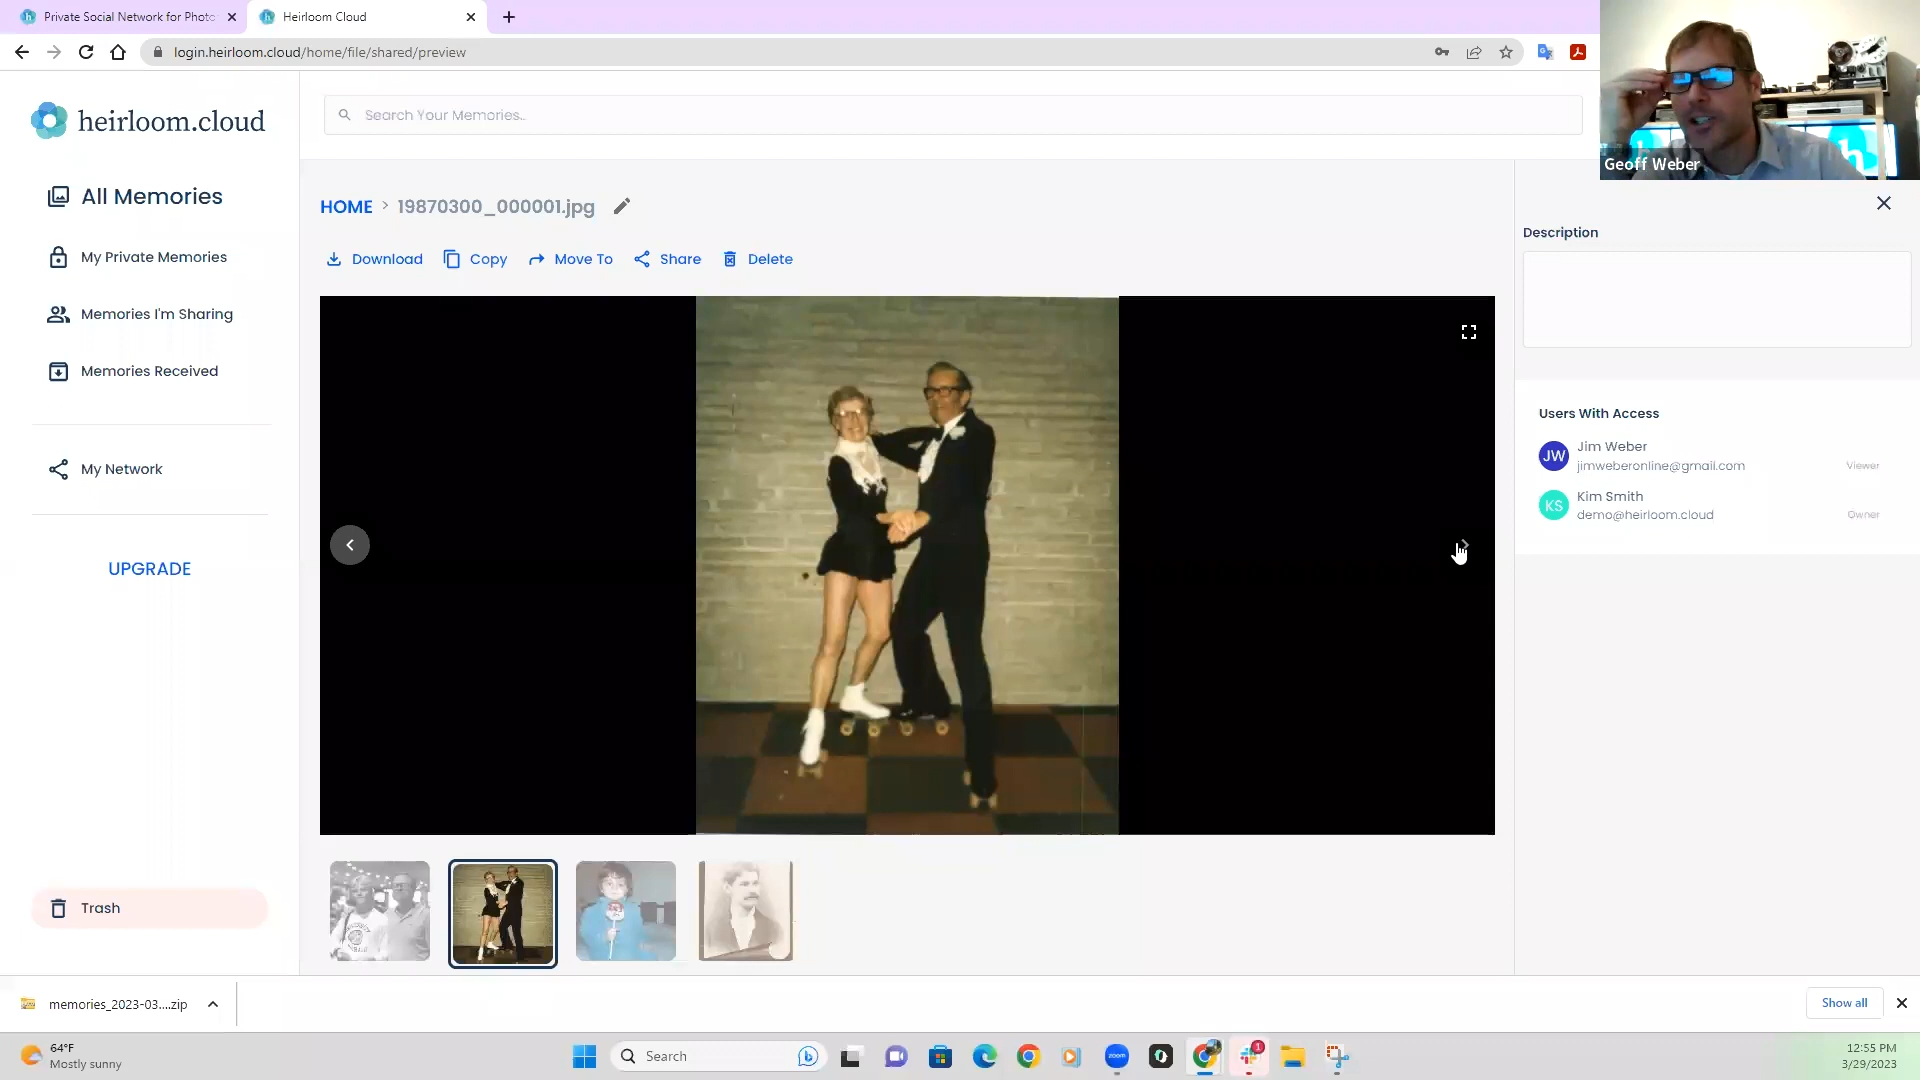 Private Social Network for Photo
Heirloom Cloud
login.heirloom.cloud/home/file/shared/preview
Geoff Weber
heirloom.cloud
Search Your Memories..
All Memories
My Private Memories
Memories I'm Sharing
Memories Received
My Network
UPGRADE
Trash
HOME > 19870300_000001.jpg
Download Copy Move To Share Delete
Description
Users With Access
JW Jim Weber
jimweberonline@gmail.com Viewer
KS Kim Smith
demo@heirloom.cloud Owner
memories_2023-03....zip
Show all
64°F
Mostly sunny
Search
zoom
1
12:55 PM
3/29/2023